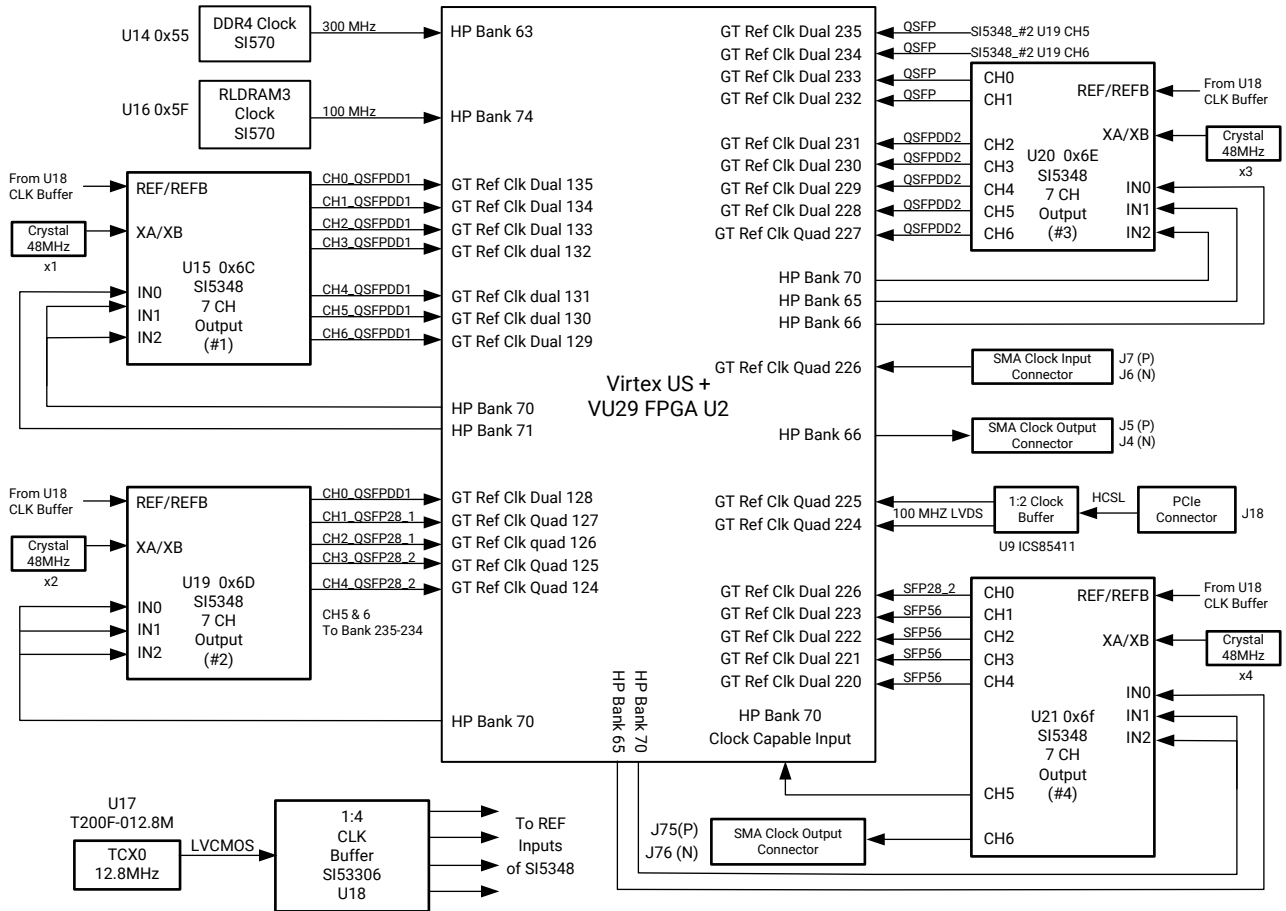 U14 0x55
DDR4 Clock
SI570
300 MHz
HP Bank 63
U16 0x5F
RLDRAM3
Clock
SI570
100 MHz
HP Bank 74
From U18
CLK Buffer
REF/REFB
Crystal
48MHz
x1
XA/XB
U15 0x6C
SI5348
7 CH
Output
(#1)
IN0
IN1
IN2
CH0_QSFPDD1
GT Ref Clk Dual 135
CH1_QSFPDD1
GT Ref Clk Dual 134
CH2_QSFPDD1
GT Ref Clk Dual 133
CH3_QSFPDD1
GT Ref Clk dual 132
CH4_QSFPDD1
GT Ref Clk dual 131
CH5_QSFPDD1
GT Ref Clk dual 130
CH6_QSFPDD1
GT Ref Clk Dual 129
HP Bank 70
HP Bank 71
From U18
CLK Buffer
REF/REFB
Crystal
48MHz
x2
XA/XB
U19 0x6D
SI5348
7 CH
Output
(#2)
IN0
IN1
IN2
CH0_QSFPDD1
GT Ref Clk Dual 128
CH1_QSFP28_1
GT Ref Clk Quad 127
CH2_QSFP28_1
GT Ref Clk quad 126
CH3_QSFP28_2
GT Ref Clk Quad 125
CH4_QSFP28_2
GT Ref Clk Quad 124
CH5 & 6
To Bank 235-234
HP Bank 70
U17
T200F-012.8M
TCX0
12.8MHz
LVCMOS
1:4
CLK
Buffer
SI53306
U18
To REF
Inputs
of SI5348
Virtex US +
VU29 FPGA U2
GT Ref Clk Dual 235
QSFP
SI5348_#2 U19 CH5
GT Ref Clk Dual 234
QSFP
SI5348_#2 U19 CH6
GT Ref Clk Dual 233
QSFP
CH0
GT Ref Clk Dual 232
QSFP
CH1
GT Ref Clk Dual 231
QSFPDD2
CH2
GT Ref Clk Dual 230
QSFPDD2
CH3
GT Ref Clk Dual 229
QSFPDD2
CH4
GT Ref Clk Dual 228
QSFPDD2
CH5
GT Ref Clk Quad 227
QSFPDD2
CH6
REF/REFB
From U18
CLK Buffer
XA/XB
Crystal
48MHz
x3
U20 0x6E
SI5348
7 CH
Output
(#3)
IN0
IN1
IN2
HP Bank 70
HP Bank 65
HP Bank 66
GT Ref Clk Quad 226
SMA Clock Input
Connector
J7 (P)
J6 (N)
HP Bank 66
SMA Clock Output
Connector
J5 (P)
J4 (N)
GT Ref Clk Quad 225
GT Ref Clk Quad 224
100 MHZ LVDS
1:2 Clock
Buffer
U9 ICS85411
HCSL
PCIe
Connector
J18
GT Ref Clk Dual 226
SFP28_2
CH0
GT Ref Clk Dual 223
SFP56
CH1
GT Ref Clk Dual 222
SFP56
CH2
GT Ref Clk Dual 221
SFP56
CH3
GT Ref Clk Dual 220
SFP56
CH4
REF/REFB
From U18
CLK Buffer
XA/XB
Crystal
48MHz
x4
U21 0x6f
SI5348
7 CH
Output
(#4)
IN0
IN1
IN2
HP Bank 65
HP Bank 70
HP Bank 70
Clock Capable Input
CH5
CH6
J75(P)
J76 (N)
SMA Clock Output
Connector